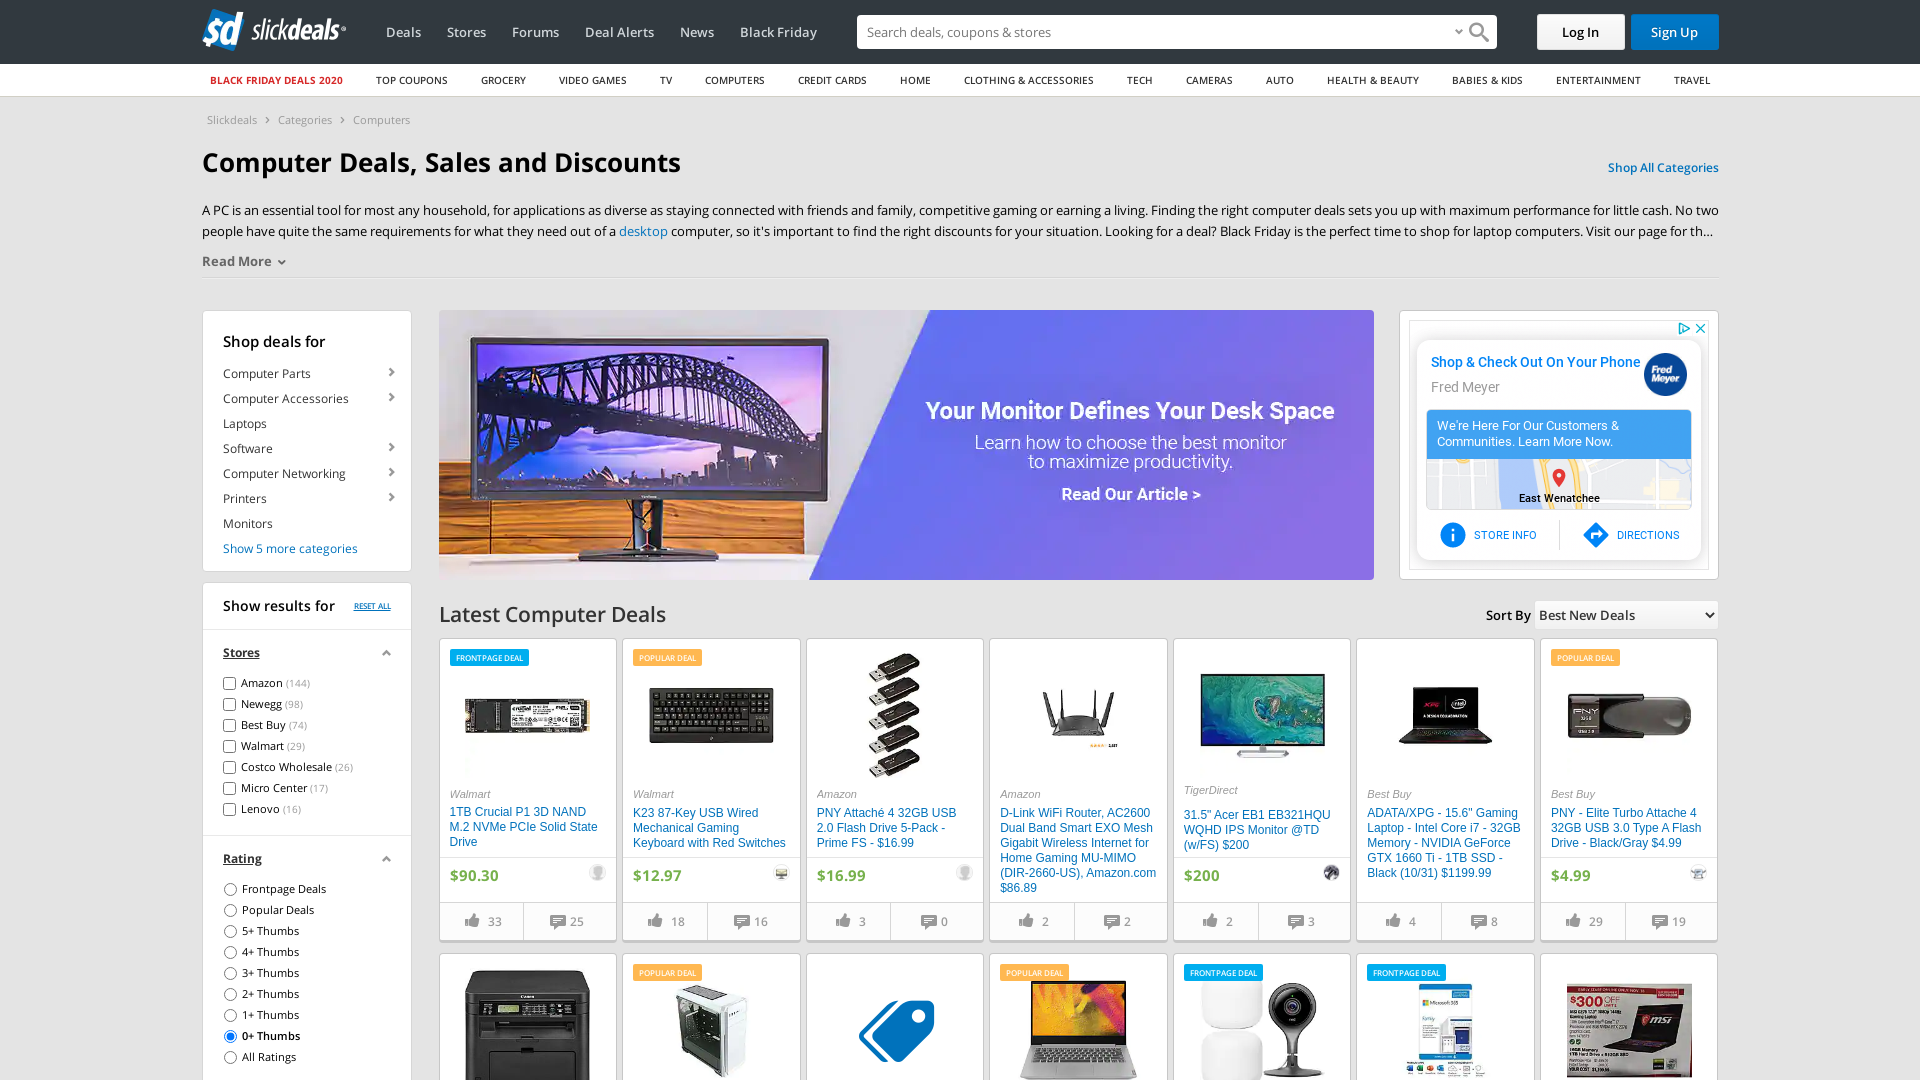 slickdeals
Deals
Stores
Forums
Deal Alerts
News
Black Friday
Search deals, coupons & stores
Log In
Sign Up
BLACK FRIDAY DEALS 2020
TOP COUPONS
GROCERY
VIDEO GAMES
TV
COMPUTERS
CREDIT CARDS
HOME
CLOTHING & ACCESSORIES
TECH
CAMERAS
AUTO
HEALTH & BEAUTY
BABIES & KIDS
ENTERTAINMENT
TRAVEL
Slickdeals
Categories
Computers
Computer Deals, Sales and Discounts
Shop All Categories
A PC is an essential tool for most any household, for applications as diverse as staying connected with friends and family, competitive gaming or earning a living. Finding the right computer deals sets you up with maximum performance for little cash. No two
people have quite the same requirements for what they need out of a desktop computer, so it's important to find the right discounts for your situation. Looking for a deal? Black Friday is the perfect time to shop for laptop computers. Visit our page for th...
Read More
Shop deals for
Computer Parts
Computer Accessories
Laptops
Software
Computer Networking
Printers
Monitors
Show 5 more categories
Your Monitor Defines Your Desk Space
Learn how to choose the best monitor
to maximize productivity.
Read Our Article >
Shop & Check Out On Your Phone
Fred Meyer
Fred
Meyer
We're Here For Our Customers &
Communities. Learn More Now.
East Wenatchee
STORE INFO
DIRECTIONS
Show results for
RESET ALL
Stores
Amazon (144)
Newegg (98)
Best Buy (74)
Walmart (29)
Costco Wholesale (26)
Micro Center (17)
Lenovo (16)
Rating
Frontpage Deals
Popular Deals
5+ Thumbs
4+ Thumbs
3+ Thumbs
2+ Thumbs
1+ Thumbs
0+ Thumbs
All Ratings
Latest Computer Deals
Sort By
Best New Deals
FRONTPAGE DEAL
Walmart
1TB Crucial P1 3D NAND
M.2 NVMe PCIe Solid State
Drive
$90.30
33
25
POPULAR DEAL
Walmart
K23 87-Key USB Wired
Mechanical Gaming
Keyboard with Red Switches
$12.97
18
16
Amazon
PNY Attaché 4 32GB USB
2.0 Flash Drive 5-Pack -
Prime FS - $16.99
$16.99
3
0
Amazon
D-Link WiFi Router, AC2600
Dual Band Smart EXO Mesh
Gigabit Wireless Internet for
Home Gaming MU-MIMO
(DIR-2660-US), Amazon.com
$86.89
2
2
TigerDirect
31.5" Acer EB1 EB321HQU
WQHD IPS Monitor @TD
(w/FS) $200
$200
2
3
Best Buy
ADATA/XPG - 15.6" Gaming
Laptop - Intel Core i7 - 32GB
Memory - NVIDIA GeForce
GTX 1660 Ti - 1TB SSD -
Black (10/31) $1199.99
4
8
POPULAR DEAL
PNY
32GB
Best Buy
PNY - Elite Turbo Attache 4
32GB USB 3.0 Type A Flash
Drive - Black/Gray $4.99
$4.99
29
19
Canon
POPULAR DEAL
POPULAR DEAL
FRONTPAGE DEAL
FRONTPAGE DEAL
Microsoft 365
$300 OFF
msi